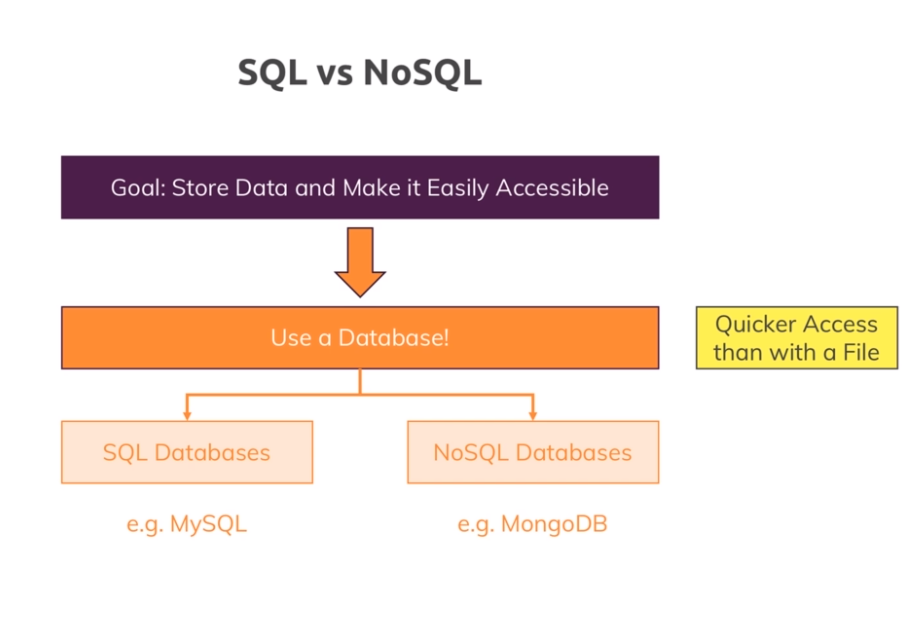 SQL vs NoSQL
Goal: Store Data and Make it Easily Accessible
Use a Database!
Quicker Access
than with a File
SQL Databases
NoSQL Databases
e.g. MySQL
e.g. MongoDB